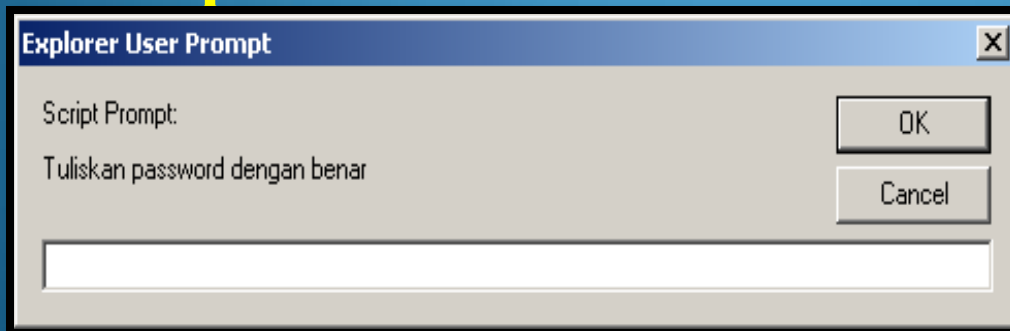 Explorer User Prompt
Script Prompt:
OK
Tuliskan password dengan benar
Cancel